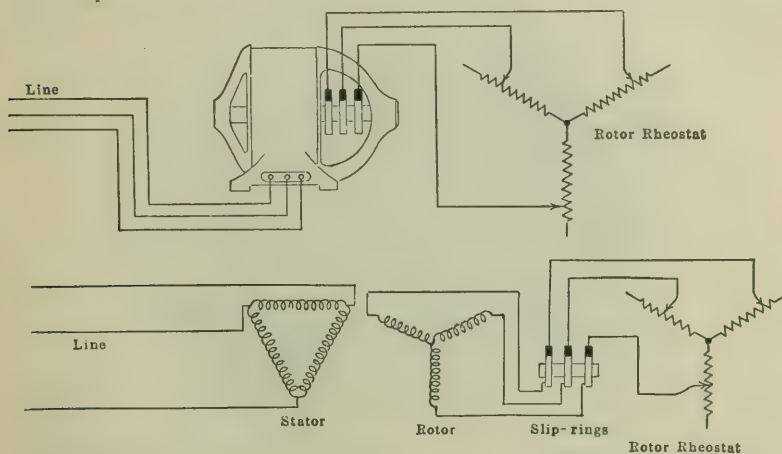 Line
Rotor Rheostat
Line
Stator
Rotor
Slip-rings
Rotor Rheostat